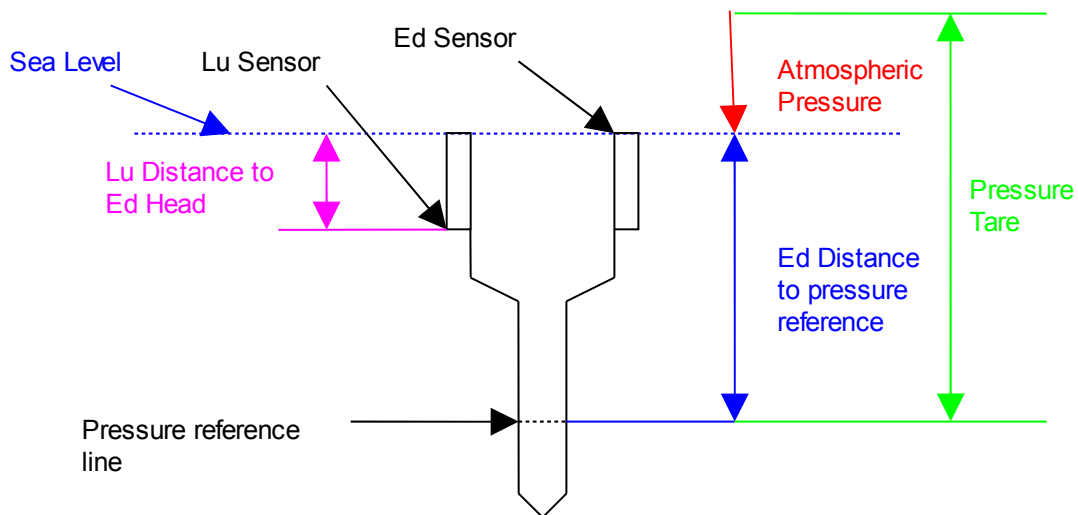 Ed Sensor
Sea Level
Lu Sensor
Atmospheric
Pressure
Lu Distance to
Ed Head
Pressure
Tare
Ed Distance
to pressure
reference
Pressure reference
line